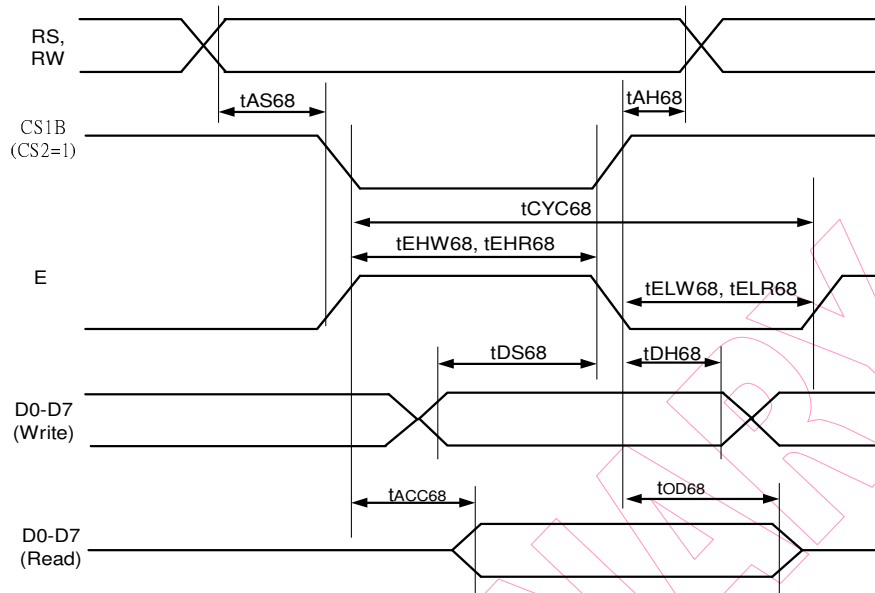 RS,
RW
tAS68
tAH68
CS1B
(CS2=1)
tCYC68
tEHW68, tEHR68
E
tELW68, tELR68
tDS68
tDH68
D0-D7
(Write)
tACC68
tOD68
D0-D7
(Read)